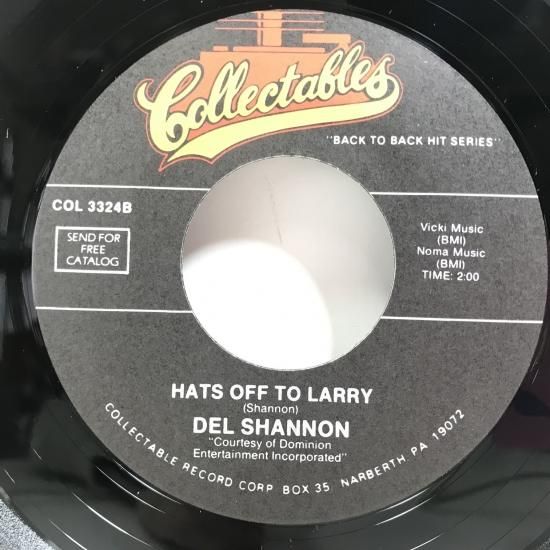 Collectables
"BACK TO BACK HIT SERIES"
COL 3324B
SEND FOR
FREE
CATALOG
Vicki Music
(BMI)
Noma Music
(BMI)
TIME: 2:00
HATS OFF TO LARRY
(Shannon)
DEL SHANNON
"Courtesy of Dominion
Entertainment Incorporated"
COLLECTABLE RECORD CORP BOX 35, NARBERTH, PA 19072